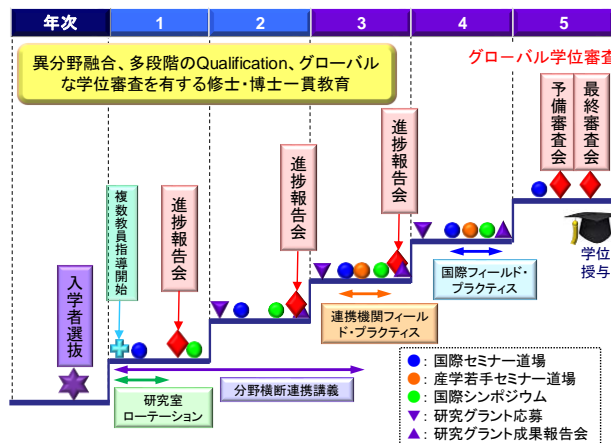 年次 1 2 3 4 5
異分野融合、多段階のQualification、グローバル
な学位審査を有する修士・博士一貫教育
グローバル学位審査
予備審査会
最終審査会
進捗報告会
進捗報告会
進捗報告会
複数教員指導開始
入学者選抜
学位
授与
国際フィールド・
プラクティス
連携機関フィー
ルド・プラクティス
分野横断連携講義
研究室
ローテーション
: 国際セミナー道場
: 産学若手セミナー道場
: 国際シンポジウム
: 研究グラント応募
: 研究グラント成果報告会